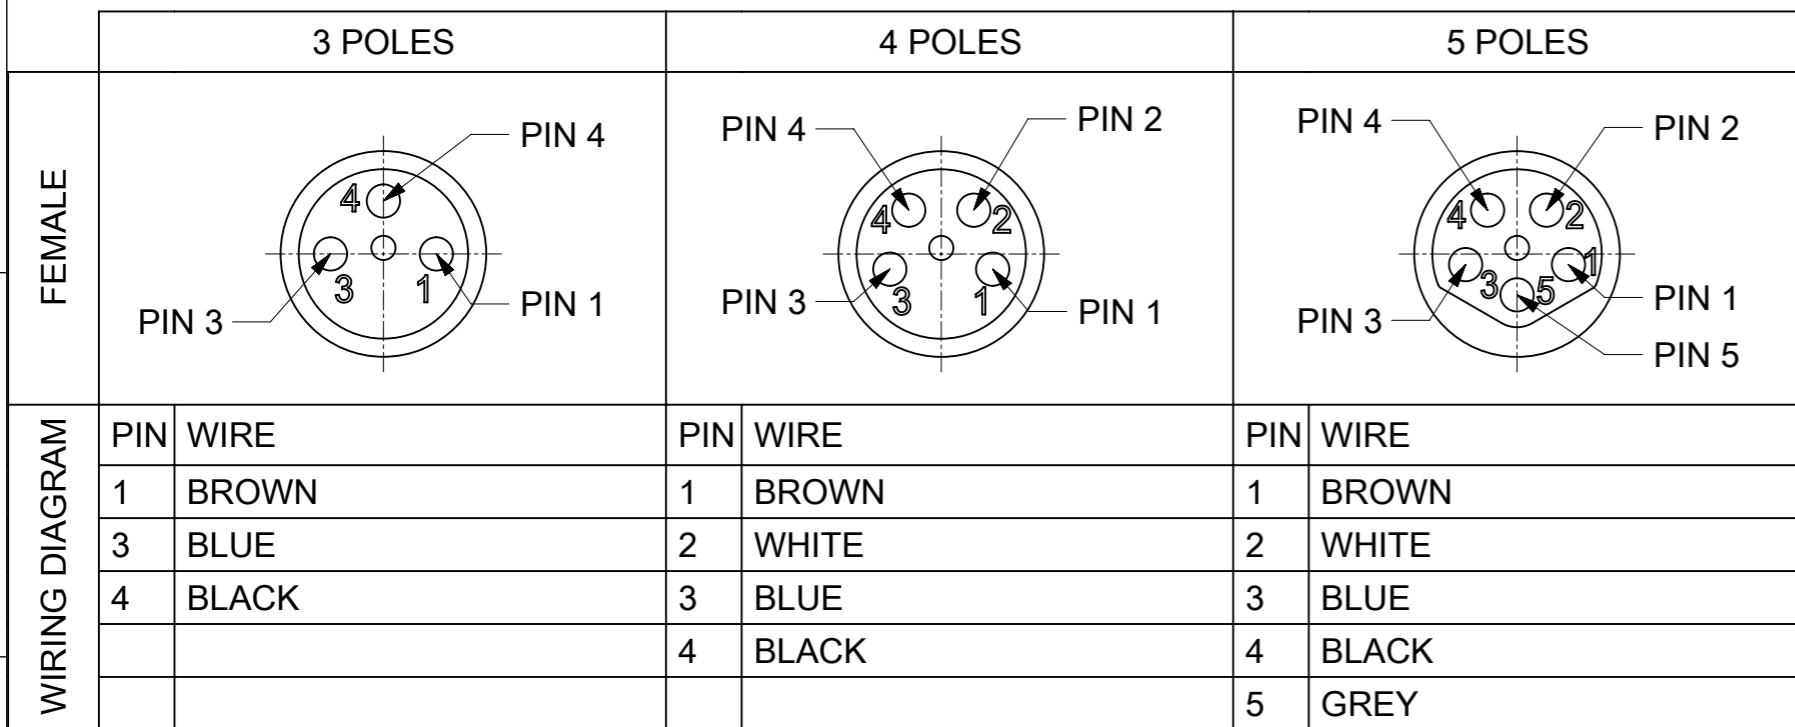 3 POLES 4 POLES 5 POLES
FEMALE
PIN 4
4
3
1
PIN 3
PIN 1
PIN 4
PIN 2
4
2
3
1
PIN 3
PIN 1
PIN 4
PIN 2
4
2
1
3
5
PIN 3
PIN 1
PIN 5
WIRING DIAGRAM
PIN WIRE PIN WIRE PIN WIRE
1 BROWN 1 BROWN 1 BROWN
3 BLUE 2 WHITE 2 WHITE
4 BLACK 3 BLUE 3 BLUE
4 BLACK 4 BLACK
5 GREY